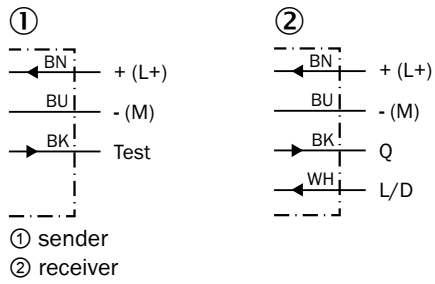 ① ②
BN + (L+) BN + (L+)
BU - (M) BU - (M)
BK Test BK Q
WH L/D
① sender
② receiver